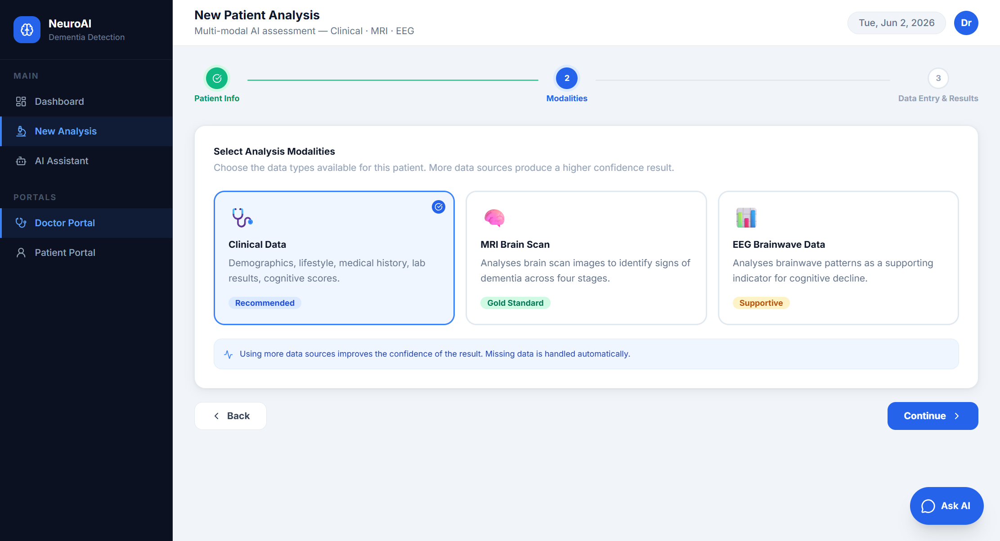 NeuroAI
Dementia Detection
MAIN
Dashboard
New Analysis
AI Assistant
PORTALS
Doctor Portal
Patient Portal
New Patient Analysis
Multi-modal AI assessment — Clinical · MRI · EEG
Tue, Jun 2, 2026
Dr
Patient Info
2
Modalities
3
Data Entry & Results
Select Analysis Modalities
Choose the data types available for this patient. More data sources produce a higher confidence result.
Clinical Data
Demographics, lifestyle, medical history, lab
results, cognitive scores.
Recommended
MRI Brain Scan
Analyses brain scan images to identify signs of
dementia across four stages.
Gold Standard
EEG Brainwave Data
Analyses brainwave patterns as a supporting
indicator for cognitive decline.
Supportive
Using more data sources improves the confidence of the result. Missing data is handled automatically.
Back
Continue
Ask AI